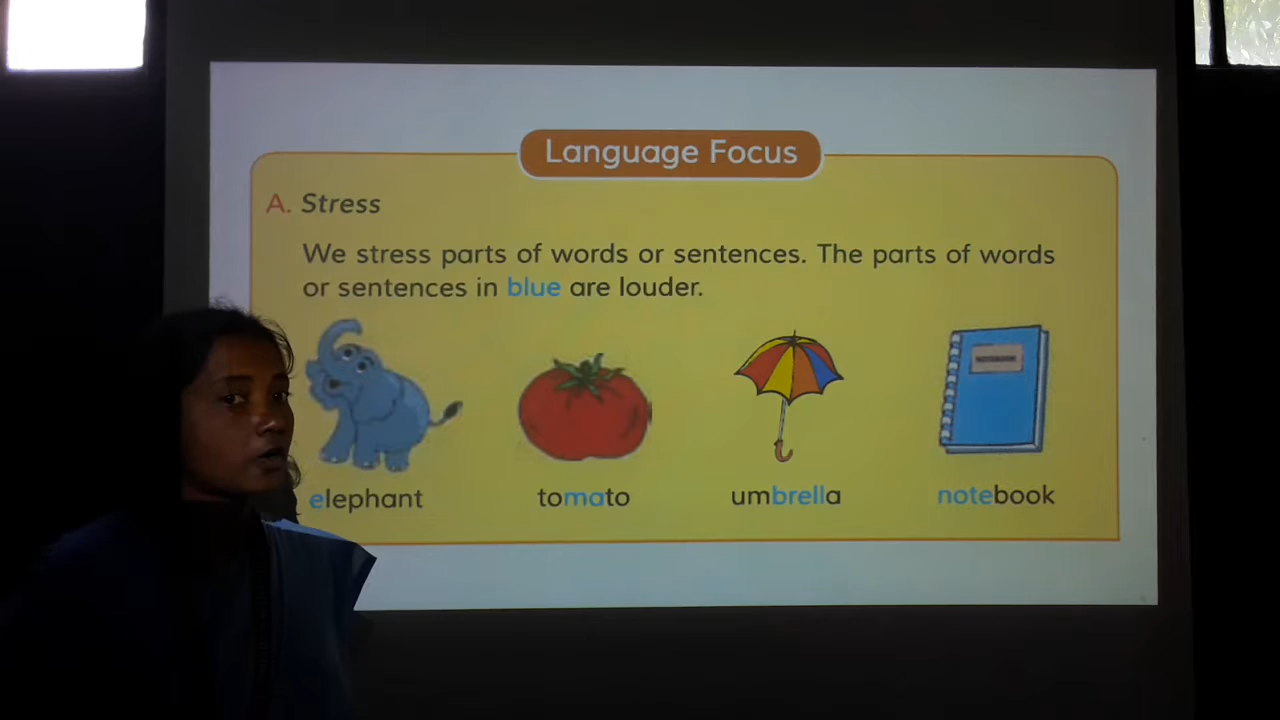 Language Focus
A. Stress
We stress parts of words or sentences. The parts of words
or sentences in blue are louder.
NOTEBOOK
elephant tomato umbrella notebook